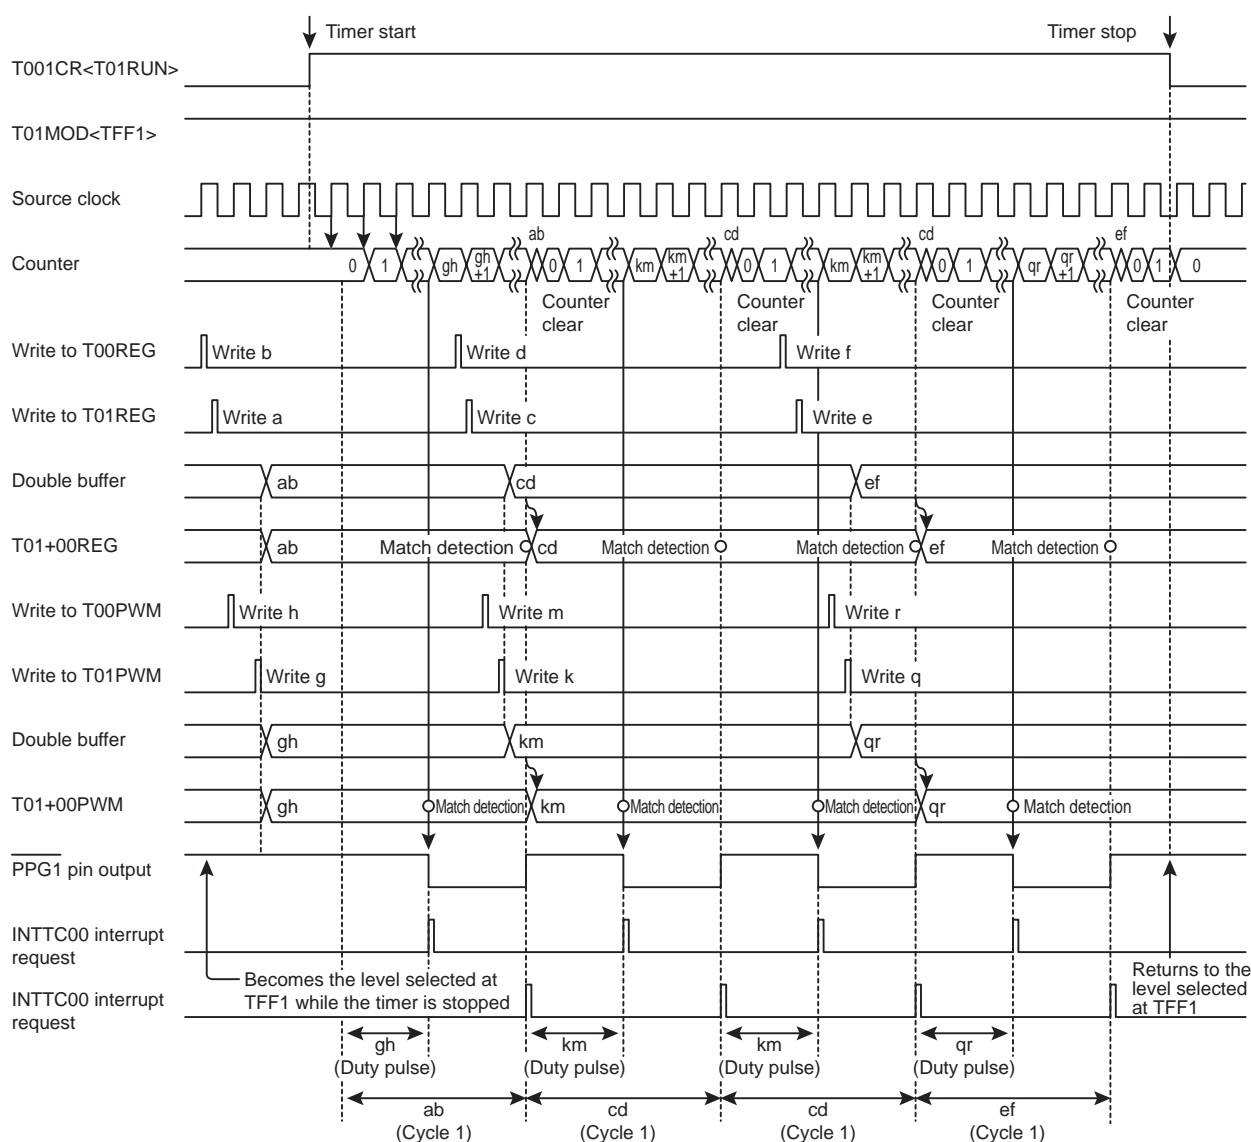 Timer start
Timer stop
T001CR<T01RUN>
T01MOD<TFF1>
Source clock
ab cd cd ef
Counter
0 1 gh gh +1 0 1 km km +1 0 1 km km +1 0 1 qr qr +1 0 1 0
Counter clear
Counter clear
Counter clear
Counter clear
Write to T00REG
Write b
Write d
Write f
Write to T01REG
Write a
Write c
Write e
Double buffer
ab
cd
ef
T01+00REG
ab
Match detection
cd
Match detection
Match detection
ef
Match detection
Write to T00PWM
Write h
Write m
Write r
Write to T01PWM
Write g
Write k
Write q
Double buffer
gh
km
qr
T01+00PWM
gh
Match detection
km
Match detection
Match detection
qr
Match detection
PPG1 pin output
INTTC00 interrupt
request
Becomes the level selected at
TFF1 while the timer is stopped
Returns to the
level selected
at TFF1
INTTC00 interrupt
request
gh
(Duty pulse)
km
(Duty pulse)
km
(Duty pulse)
qr
(Duty pulse)
ab
(Cycle 1)
cd
(Cycle 1)
cd
(Cycle 1)
ef
(Cycle 1)